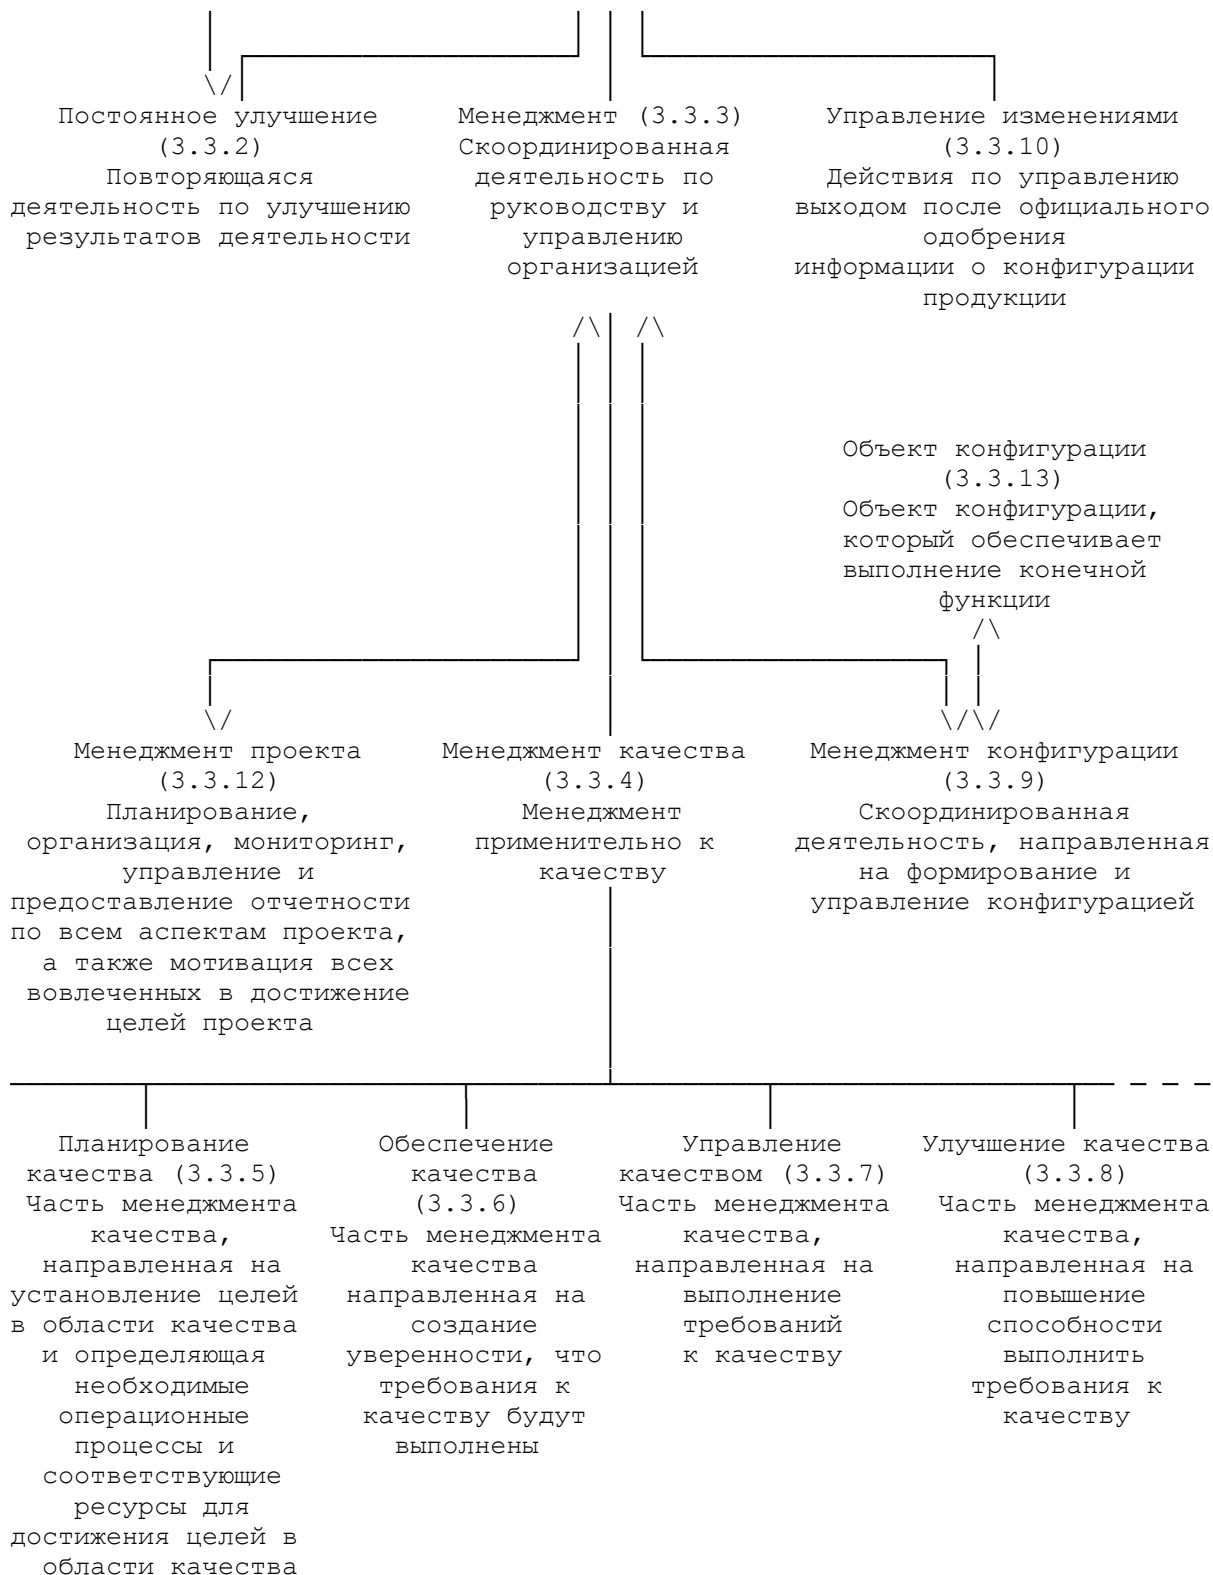 Постоянное улучшение
(3.3.2)
Повторяющаяся
деятельность по улучшению
результатов деятельности
Менеджмент (3.3.3)
Скоординированная
деятельность по
руководству и
управлению
организацией
Управление изменениями
(3.3.10)
Действия по управлению
выходом после официального
одобрения
информации о конфигурации
продукции
Объект конфигурации
(3.3.13)
Объект конфигурации,
который обеспечивает
выполнение конечной
функции
Менеджмент проекта
(3.3.12)
Планирование,
организация, мониторинг,
управление и
предоставление отчетности
по всем аспектам проекта,
а также мотивация всех
вовлеченных в достижение
целей проекта
Менеджмент качества
(3.3.4)
Менеджмент
применительно к
качеству
Менеджмент конфигурации
(3.3.9)
Скоординированная
деятельность, направленная
на формирование и
управление конфигурацией
Планирование
качества (3.3.5)
Часть менеджмента
качества,
направленная на
установление целей
в области качества
и определяющая
необходимые
операционные
процессы и
соответствующие
ресурсы для
достижения целей в
области качества
Обеспечение
качества
(3.3.6)
Часть менеджмента
качества
направленная на
создание
уверенности, что
требования к
качеству будут
выполнены
Управление
качеством (3.3.7)
Часть менеджмента
качества,
направленная на
выполнение
требований
к качеству
Улучшение качества
(3.3.8)
Часть менеджмента
качества,
направленная на
повышение
способности
выполнить
требования к
качеству